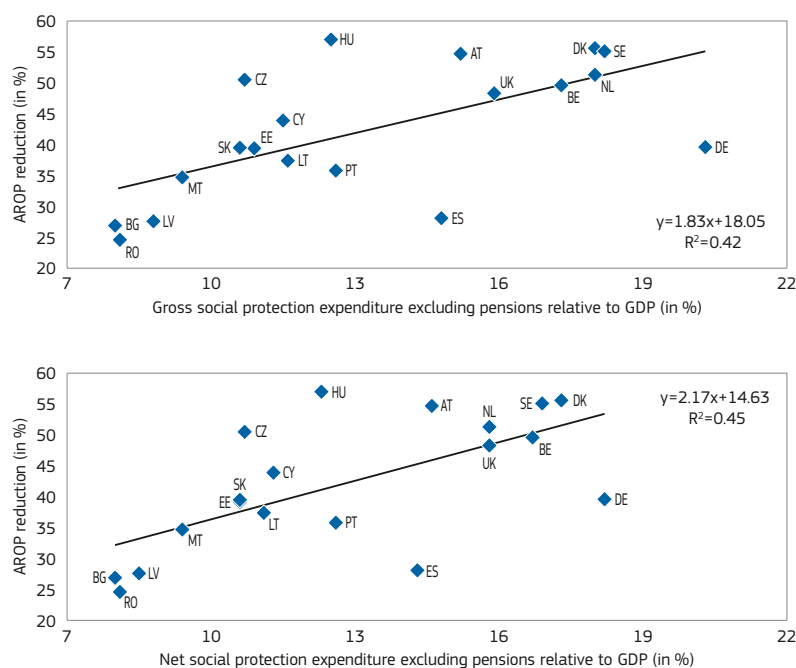 60
55
50
45
40
35
30
25
20
AROP reduction (in %)
HU
AT
DK
SE
CZ
UK
BE
NL
CY
SK
EE
LT
PT
DE
MT
BG
LV
RO
ES
y=1.83x+18.05
R²=0.42
7 10 13 16 19 22
Gross social protection expenditure excluding pensions relative to GDP (in %)
60
55
50
45
40
35
30
25
20
AROP reduction (in %)
HU
AT
NL
SE
DK
y=2.17x+14.63
R²=0.45
CZ
UK
BE
CY
SK
EE
LT
PT
DE
MT
BG
LV
RO
ES
7 10 13 16 19 22
Net social protection expenditure excluding pensions relative to GDP (in %)